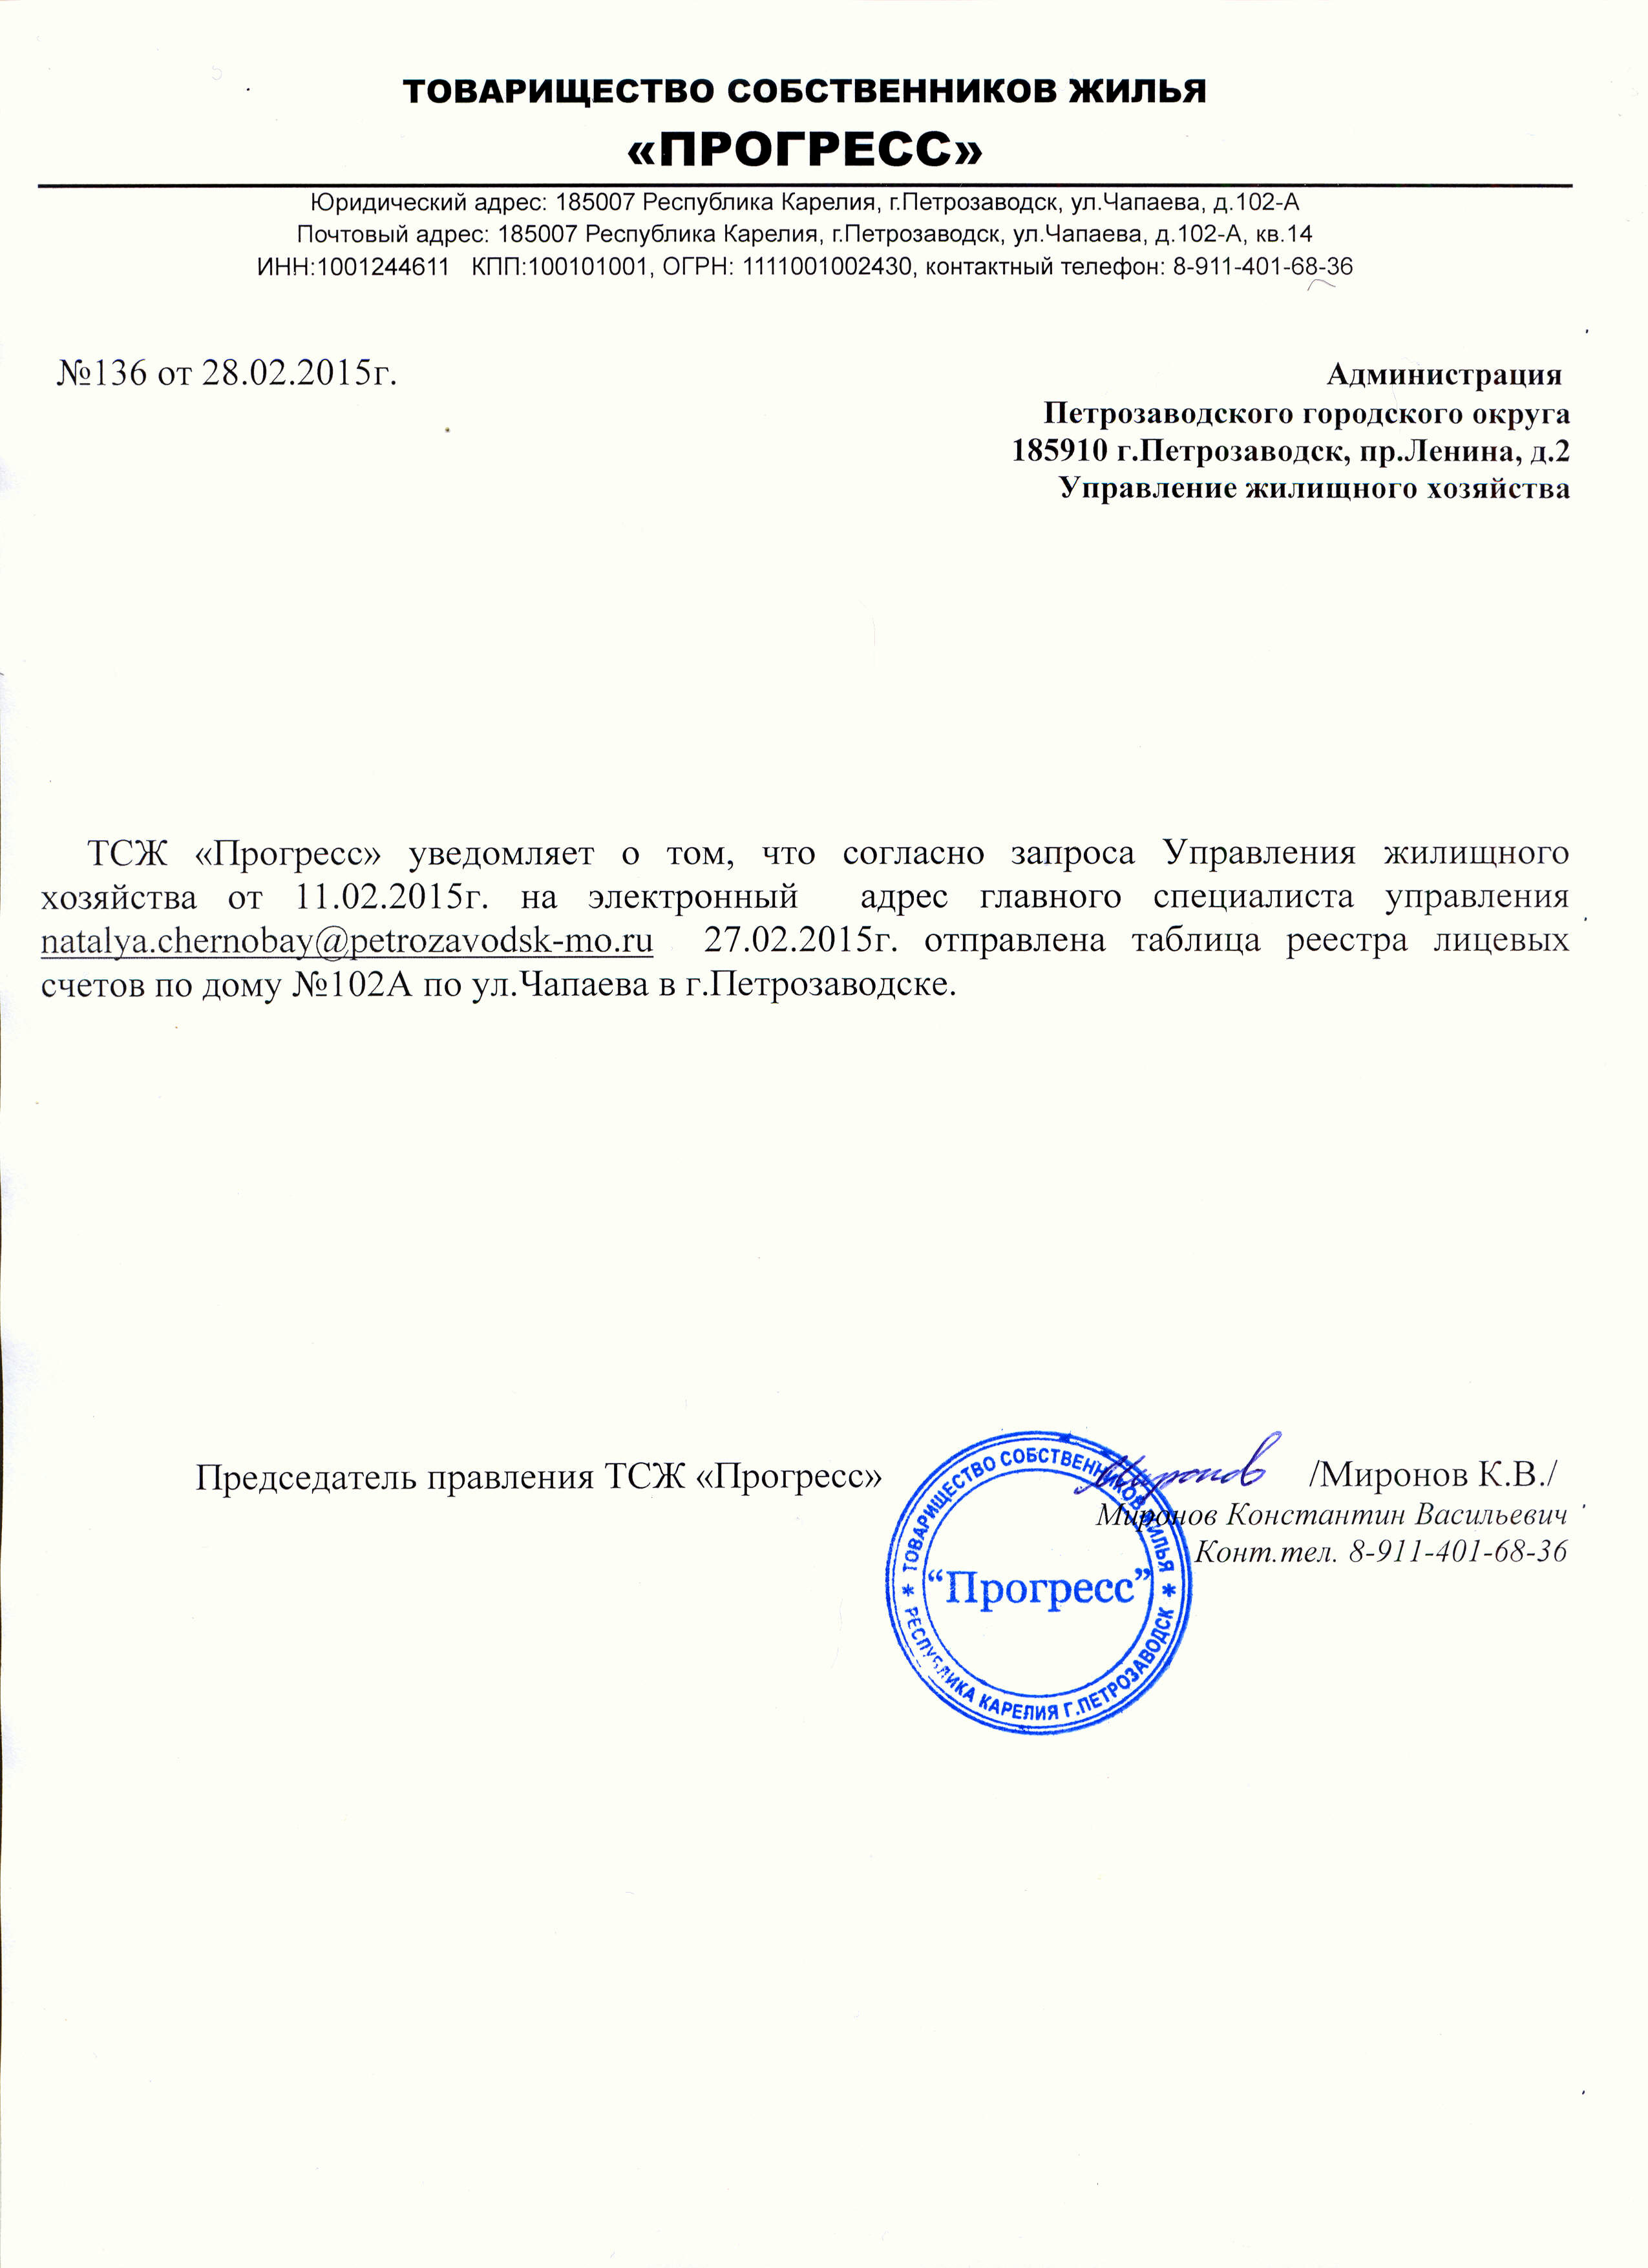 ТОВАРИЩЕСТВО СОБСТВЕННИКОВ ЖИЛЬЯ
«ПРОГРЕСС»
Юридический адрес: 185007 Республика Карелия, г.Петрозаводск, ул.Чапаева, д.102-А
Почтовый адрес: 185007 Республика Карелия, г.Петрозаводск, ул.Чапаева, д.102-А, кв.14
ИНН:1001244611 КПП:100101001, ОГРН: 1111001002430, контактный телефон: 8-911-401-68-36
№136 от 28.02.2015г.
Администрация
Петрозаводского городского округа
185910 г.Петрозаводск, пр.Ленина, д.2
Управление жилищного хозяйства
ТСЖ «Прогресс» уведомляет о том, что согласно запроса Управления жилищного
хозяйства от 11.02.2015г. на электронный адрес главного специалиста управления
natalya.chernobay@petrozavodsk-mo.ru 27.02.2015г. отправлена таблица реестра лицевых
счетов по дому №102А по ул.Чапаева в г.Петрозаводске.
Председатель правления ТСЖ «Прогресс» Миронов /Миронов К.В./
Миронов Константин Васильевич
Конт.тел. 8-911-401-68-36
ТОВАРИЩЕСТВО СОБСТВЕННИКОВ ЖИЛЬЯ
“Прогресс”
РЕСПУБЛИКА КАРЕЛИЯ Г.ПЕТРОЗАВОДСК